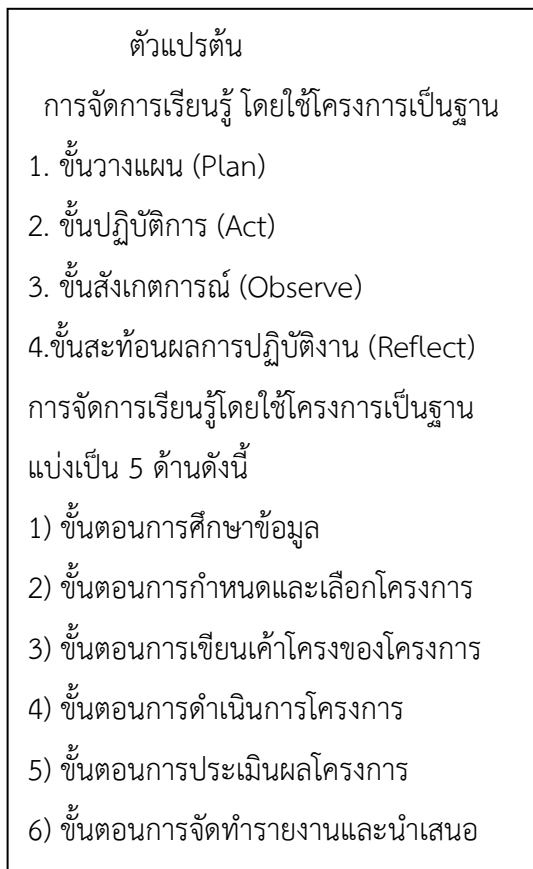 ตัวแปรต้น
การจัดการเรียนรู้ โดยใช้โครงการเป็นฐาน
1. ขั้นวางแผน (Plan)
2. ขั้นปฏิบัติการ (Act)
3. ขั้นสังเกตการณ์ (Observe)
4.ขั้นสะท้อนผลการปฏิบัติงาน (Reflect)
การจัดการเรียนรู้โดยใช้โครงการเป็นฐาน
แบ่งเป็น 5 ด้านดังนี้
1) ขั้นตอนการศึกษาข้อมูล
2) ขั้นตอนการกำหนดและเลือกโครงการ
3) ขั้นตอนการเขียนเค้าโครงของโครงการ
4) ขั้นตอนการดำเนินการโครงการ
5) ขั้นตอนการประเมินผลโครงการ
6) ขั้นตอนการจัดทำรายงานและนำเสนอ